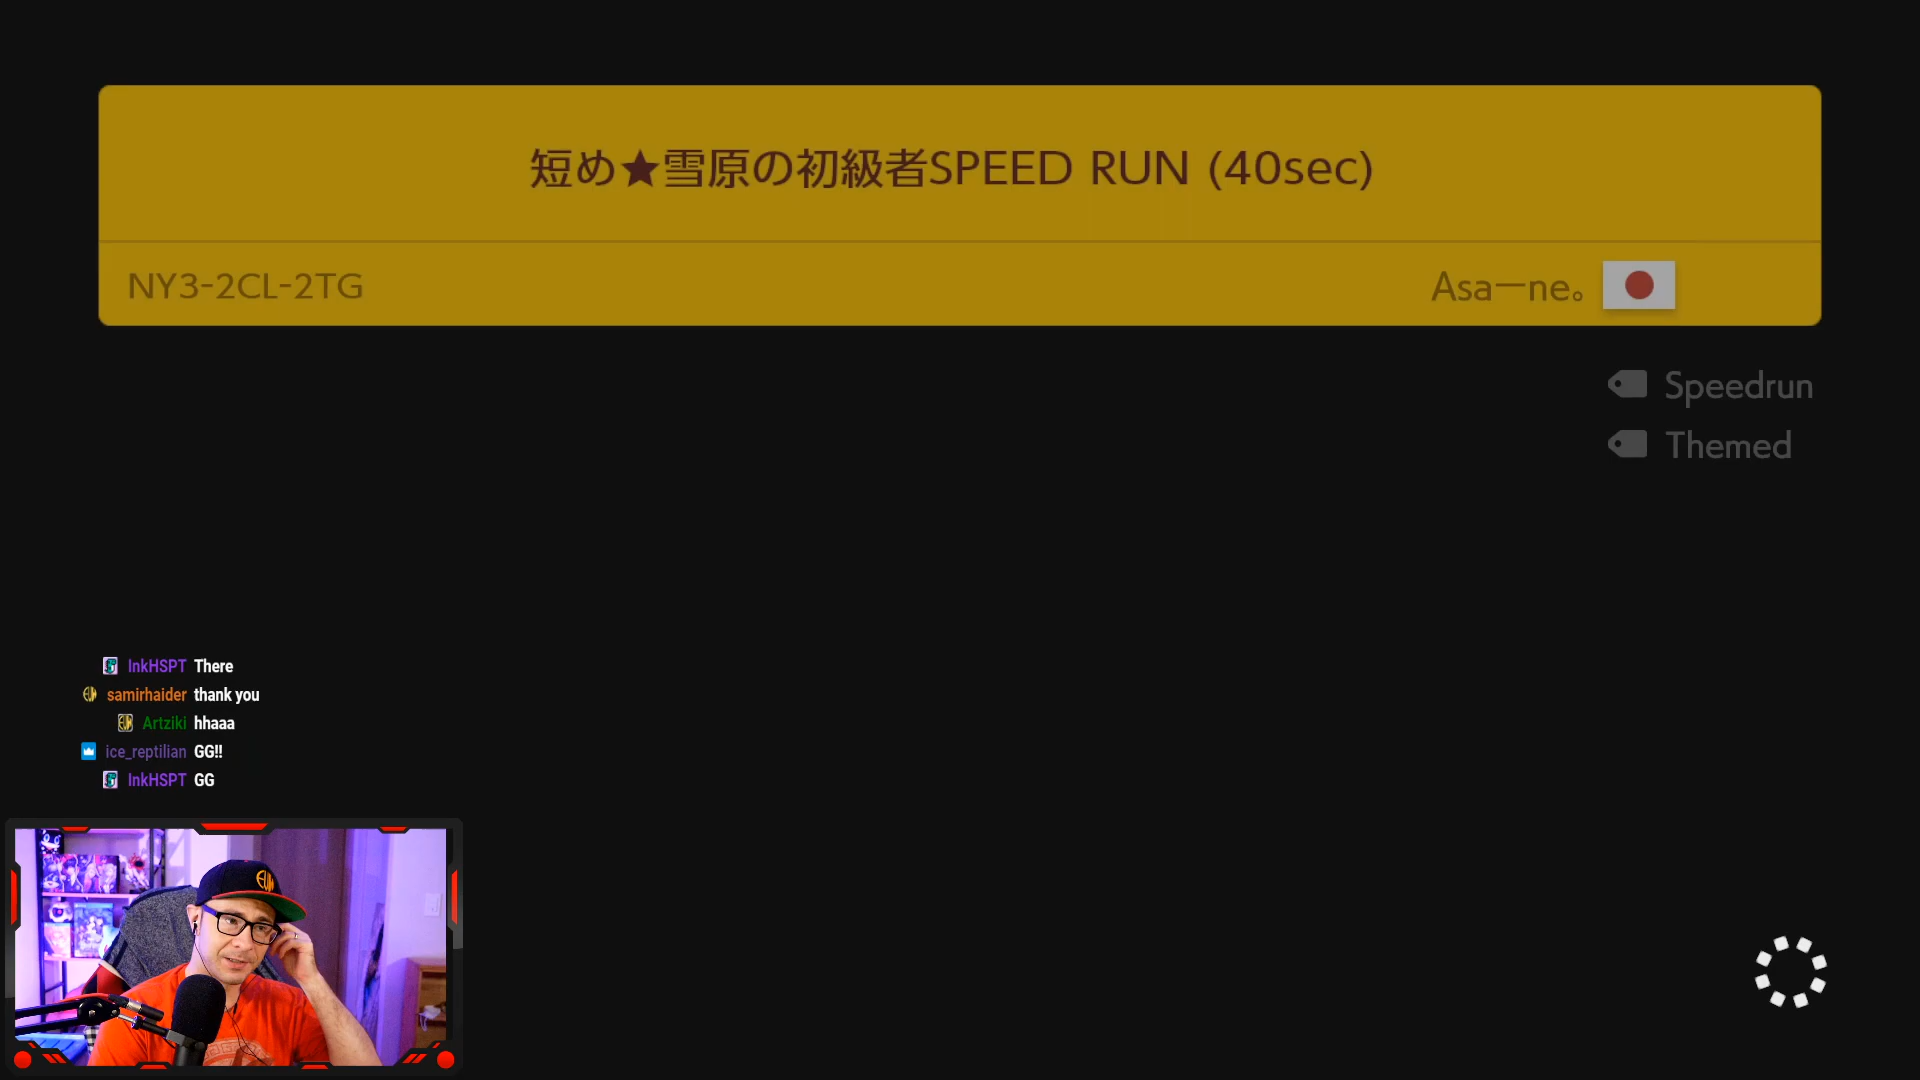 短め★雪原の初級者SPEED RUN (40sec)
NY3-2CL-2TG
Asaーne。
Speedrun
Themed
InkHSPT There
samirhaider thank you
Artziki hhaaa
ice_reptilian GG!!
InkHSPT GG